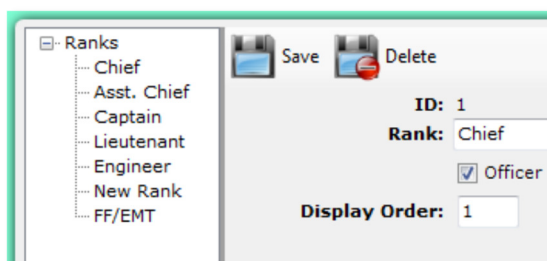 Ranks
Chief
Asst. Chief
Captain
Lieutenant
Engineer
New Rank
FF/EMT
Save Delete
ID: 1
Rank: Chief
Officer
Display Order: 1